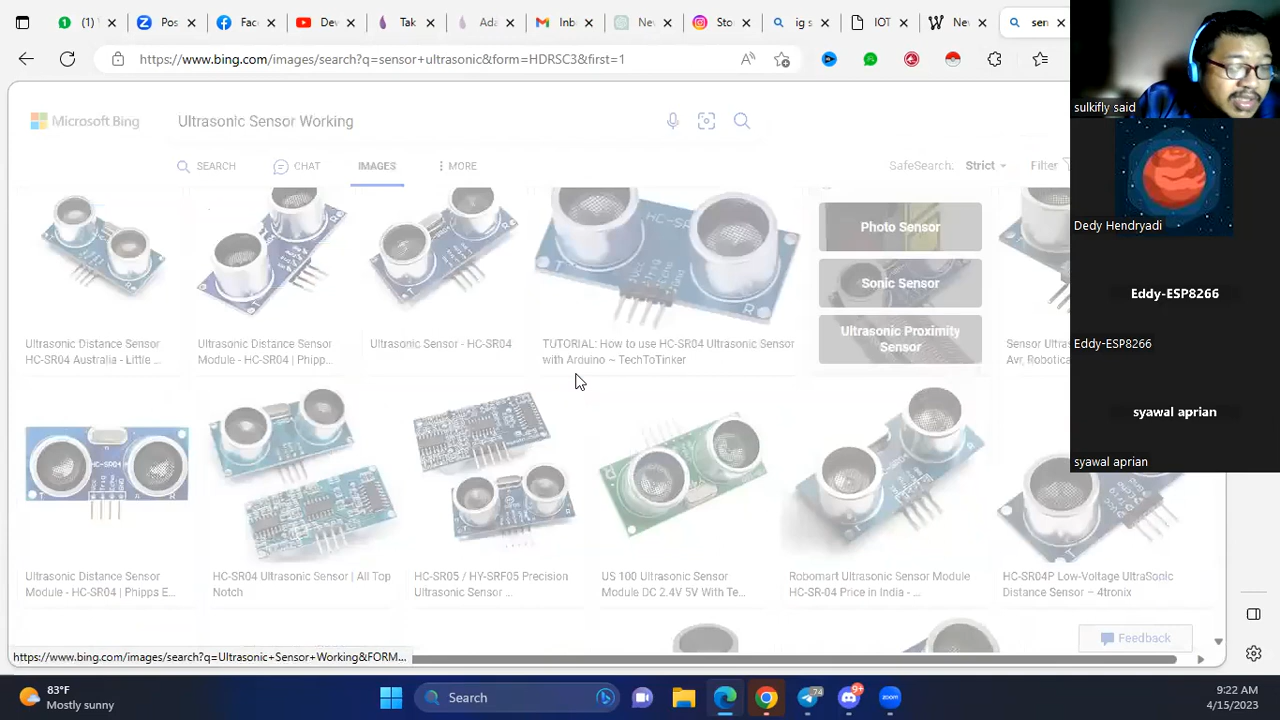 1 (1)
Pos
Fac
Dev
Tak
Ada
Inb
Nev
Sto
ig s
IOT
Nev
sen
https://www.bing.com/images/search?q=sensor+ultrasonic&form=HDRSC3&first=1
Microsoft Bing
Ultrasonic Sensor Working
SEARCH
CHAT
IMAGES
MORE
SafeSearch:
Strict
Filter
Photo Sensor
Sonic Sensor
Ultrasonic Proximity
Sensor
Ultrasonic Distance Sensor
HC-SR04 Australia - Little ...
Ultrasonic Distance Sensor
Module - HC-SR04 | Phipp...
Ultrasonic Sensor - HC-SR04
TUTORIAL: How to use HC-SR04 Ultrasonic Sensor
with Arduino ~ TechToTinker
Sensor Ult
Avr, Robotica
Ultrasonic Distance Sensor
Module - HC-SR04 | Phipps E...
HC-SR04 Ultrasonic Sensor | All Top
Notch
HC-SR05 / HY-SRF05 Precision
Ultrasonic Sensor ...
US 100 Ultrasonic Sensor
Module DC 2.4V 5V With Te...
Robomart Ultrasonic Sensor Module
HC-SR-04 Price in India - ...
HC-SR04P Low-Voltage UltraSonic
Distance Sensor – 4tronix
Feedback
https://www.bing.com/images/search?q=Ultrasonic+Sensor+Working&FORM...
sulkifly said
Dedy Hendryadi
Eddy-ESP8266
Eddy-ESP8266
syawal aprian
syawal aprian
83°F
Mostly sunny
Search
74
9+
zoom
9:22 AM
4/15/2023